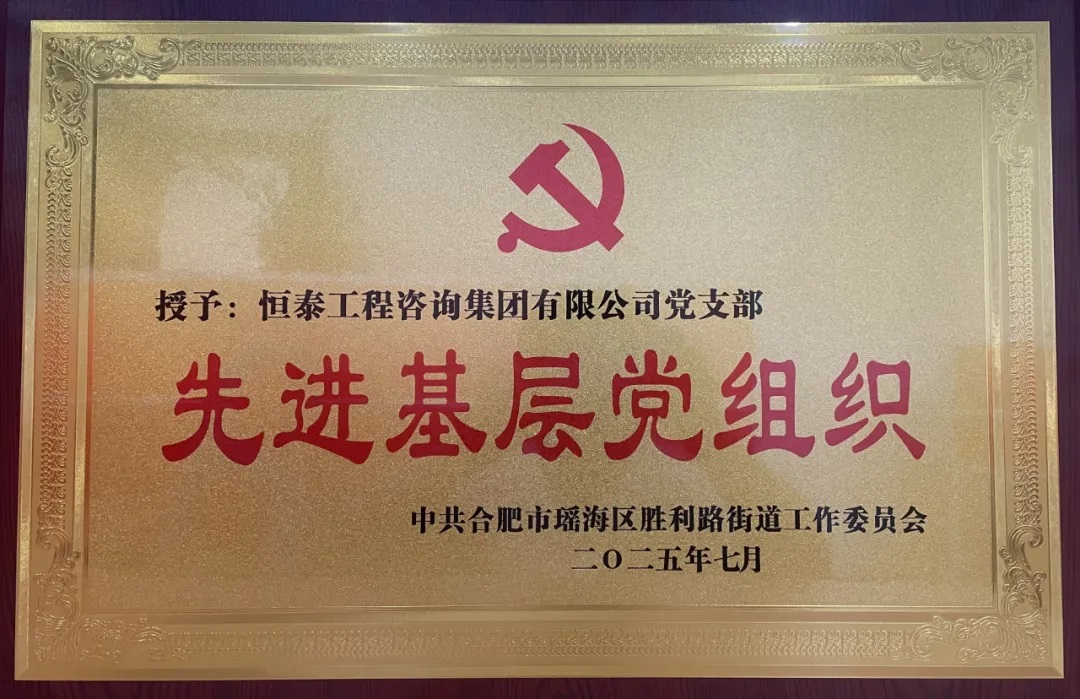 授予：恒泰工程咨询集团有限公司党支部
先进基层党组织
中共合肥市瑶海区胜利路街道工作委员会
二〇二五年七月